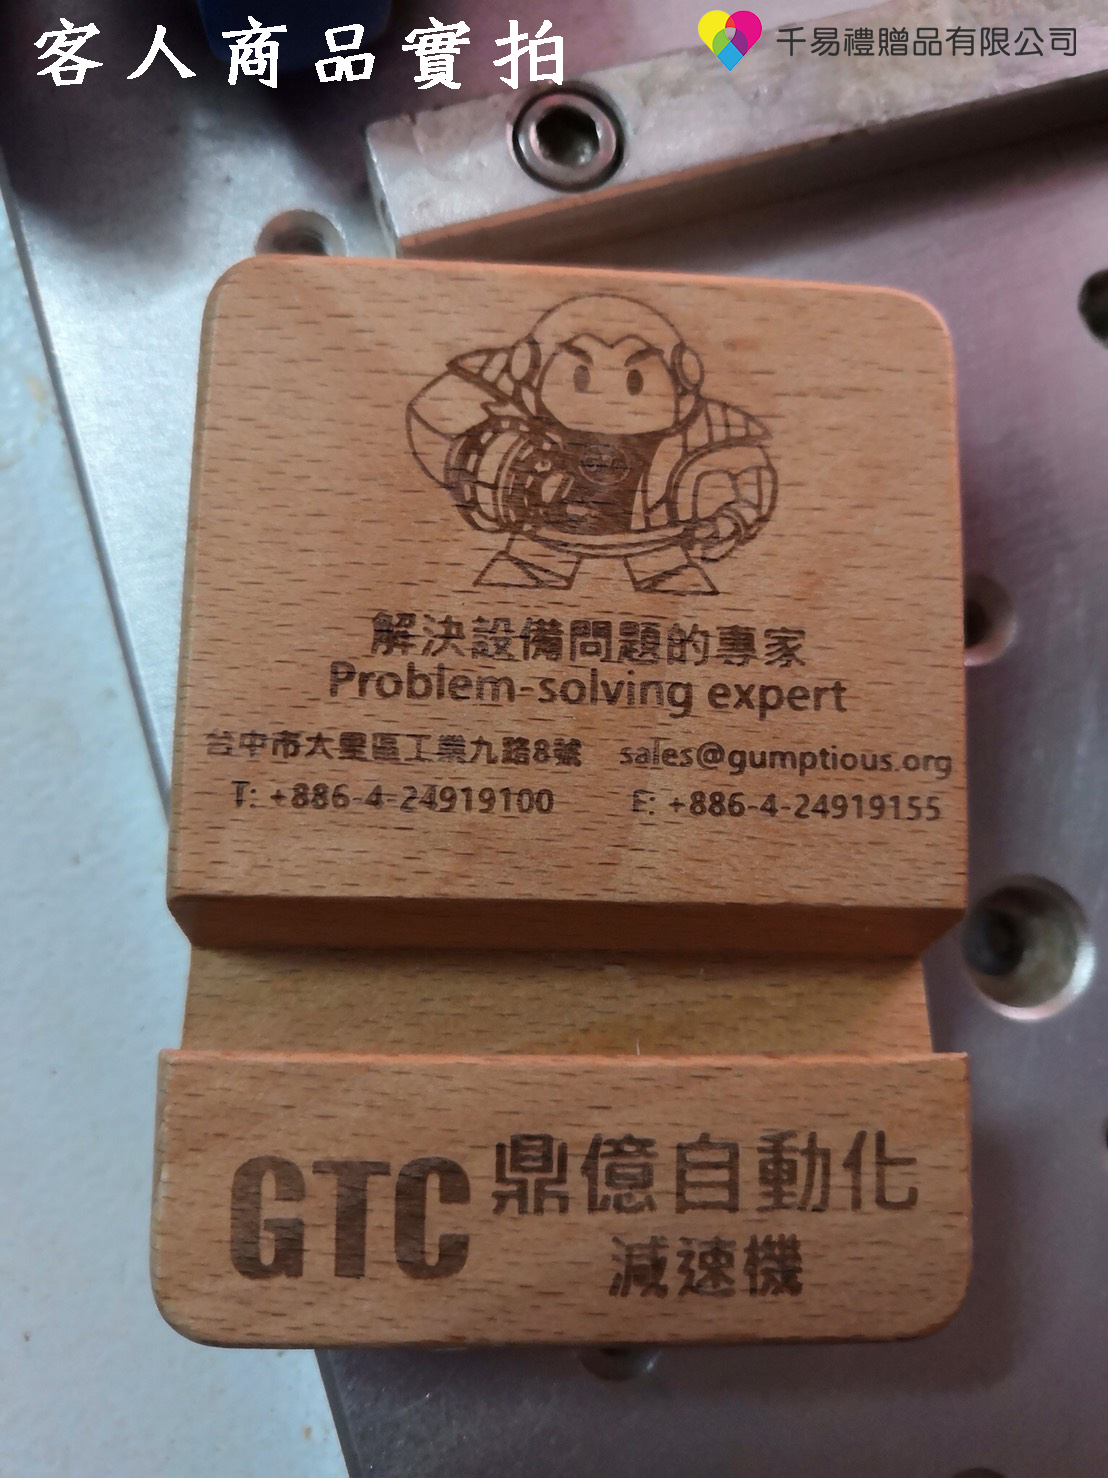 客人商品實拍
千易禮贈品有限公司
解決設備問題的專家
Problem-solving expert
台中市大里區工業九路8號 sales@gumptious.org
T: +886-4-24919100 F: +886-4-24919155
GTC 鼎億自動化
減速機